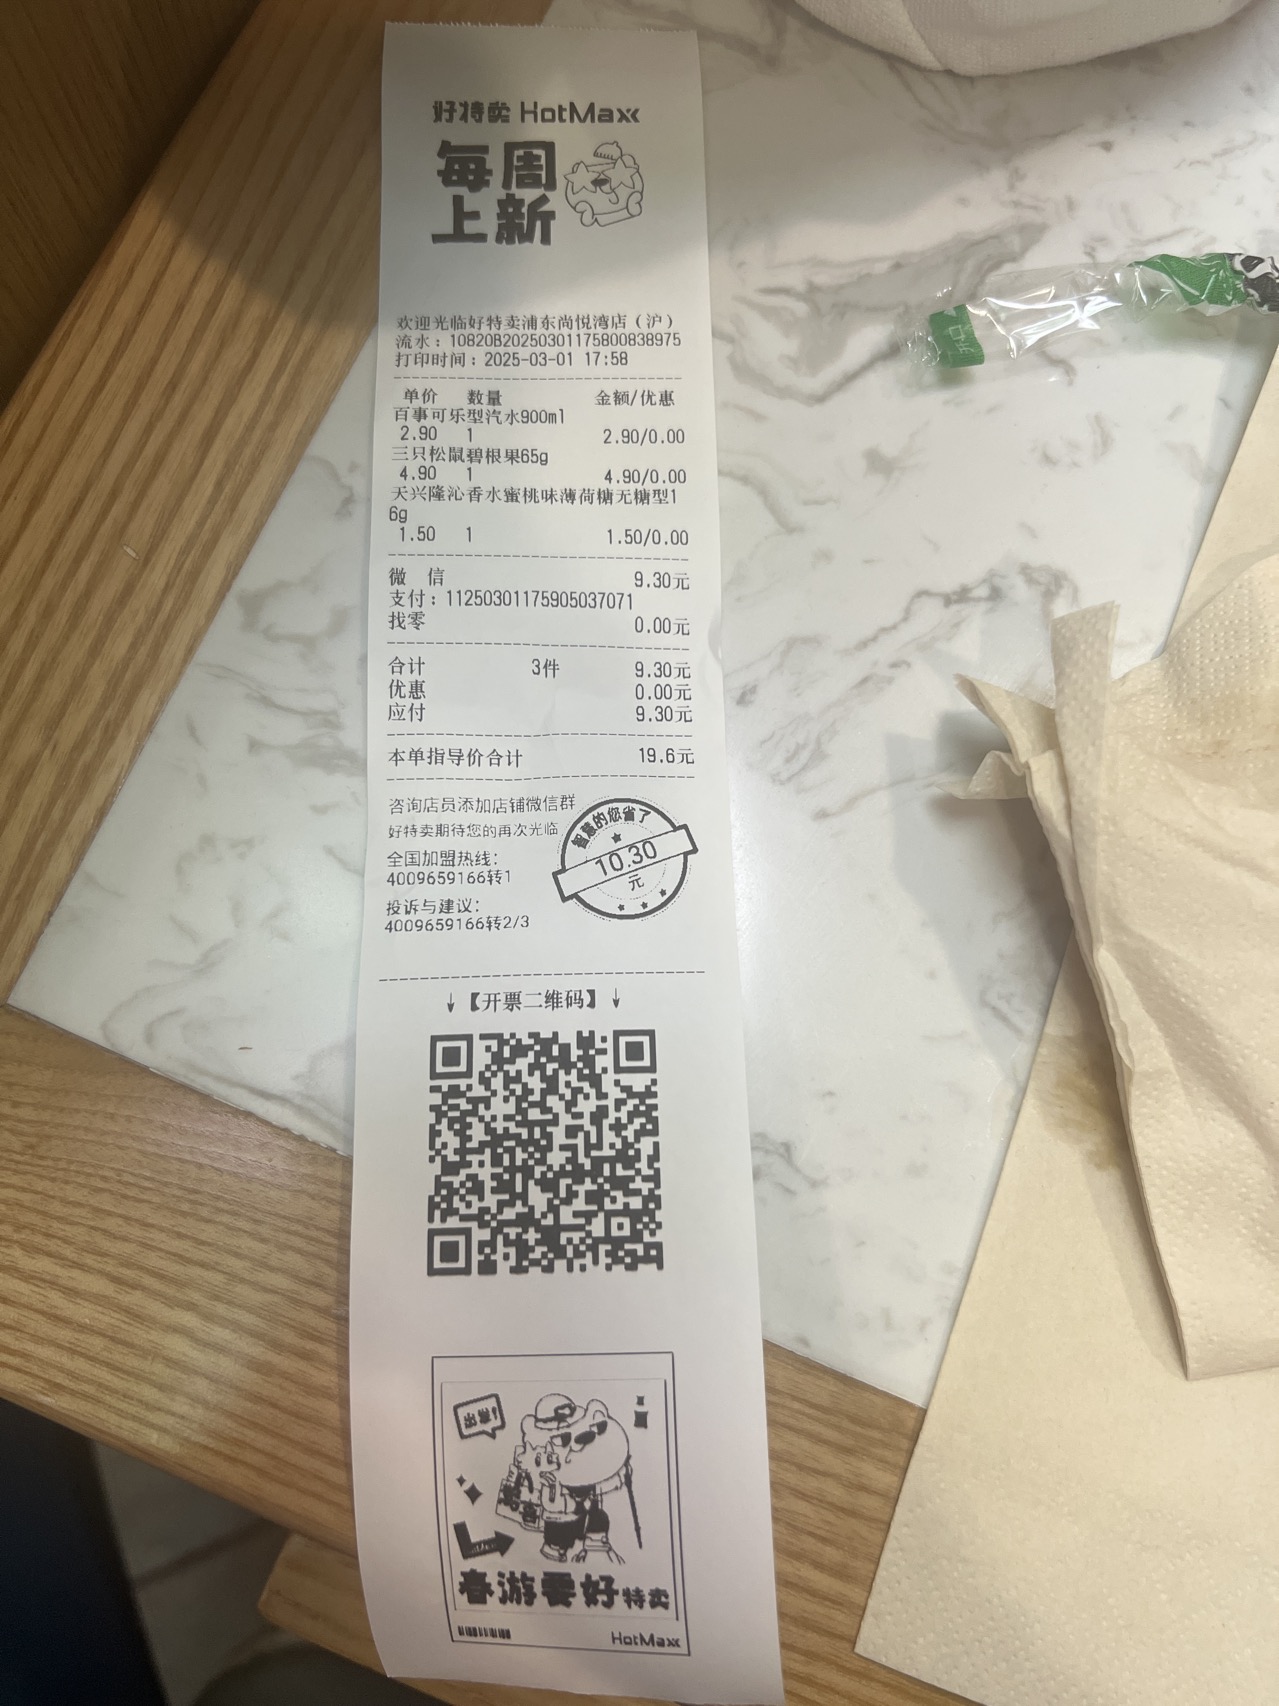 好特卖 HotMaxx
每周
上新
欢迎光临好特卖浦东尚悦湾店（沪）
流水：10820B20250301175800838975
打印时间：2025-03-01 17:58
单价 数量 金额/优惠
百事可乐型汽水900ml
2.90 1 2.90/0.00
三只松鼠碧根果65g
4.90 1 4.90/0.00
天兴隆沁香水蜜桃味薄荷糖无糖型1
6g
1.50 1 1.50/0.00
微 信 9.30元
支付：11250301175905037071
找零 0.00元
合计 3件 9.30元
优惠 0.00元
应付 9.30元
本单指导价合计 19.6元
咨询店员添加店铺微信群
好特卖期待您的再次光临
全国加盟热线：
4009659166转1
投诉与建议：
4009659166转2/3
智慧的您省了
10.30
元
↓【开票二维码】↓
出发!
春游要好特卖
HotMaxx